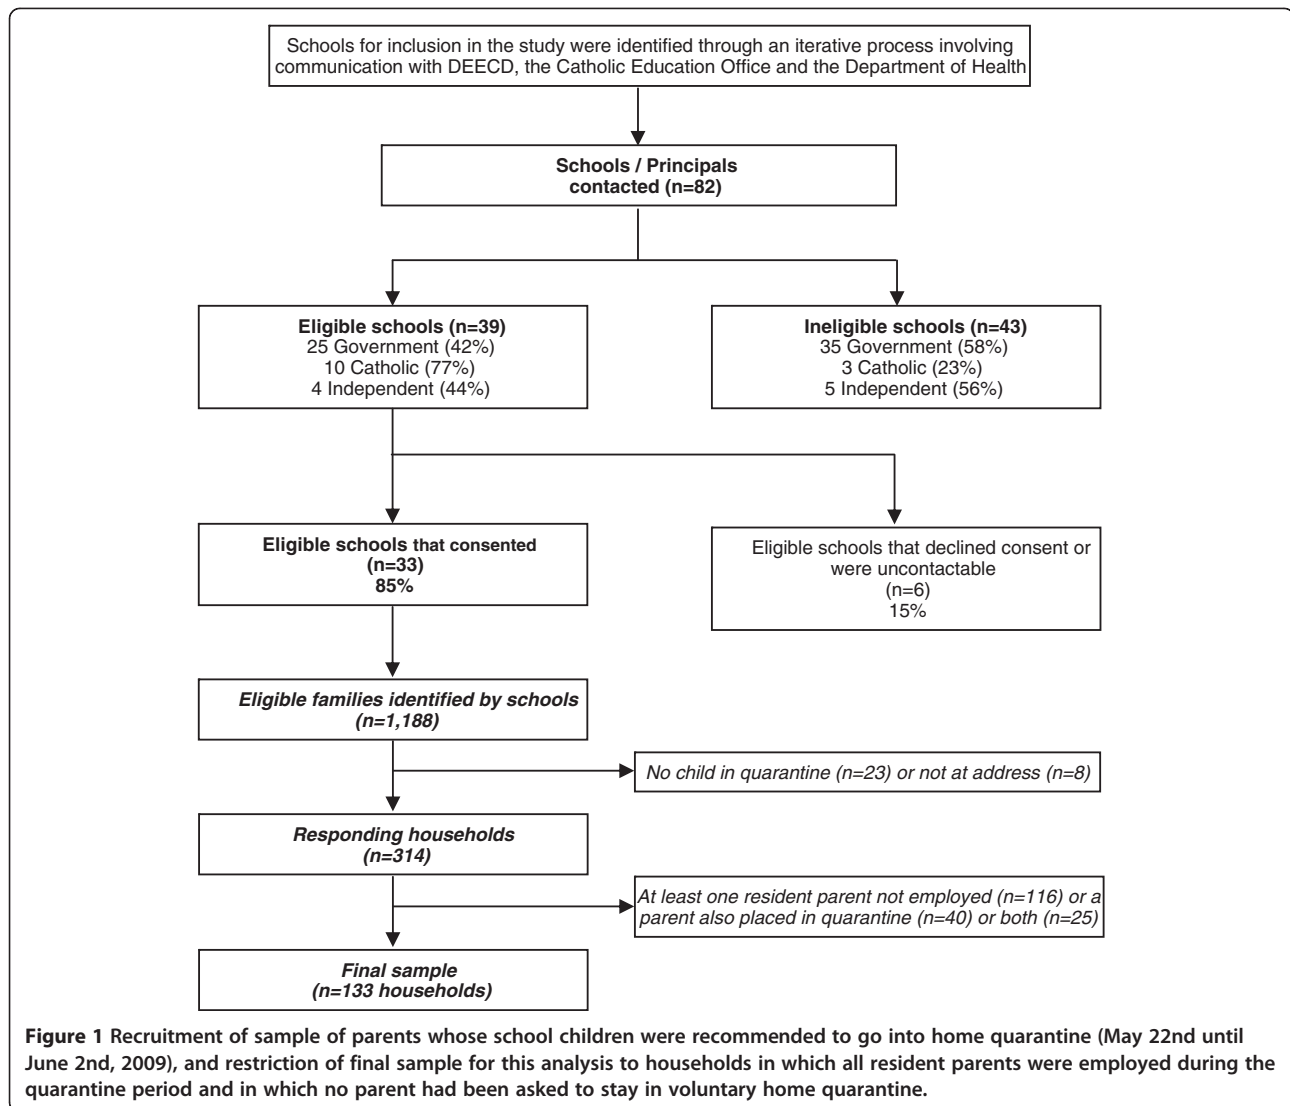 Schools for inclusion in the study were identified through an iterative process involving
communication with DEECD, the Catholic Education Office and the Department of Health
Schools / Principals
contacted (n=82)
Eligible schools (n=39)
25 Government (42%)
10 Catholic (77%)
4 Independent (44%)
Ineligible schools (n=43)
35 Government (58%)
3 Catholic (23%)
5 Independent (56%)
Eligible schools that consented
(n=33)
85%
Eligible schools that declined consent or
were uncontactable
(n=6)
15%
Eligible families identified by schools
(n=1,188)
No child in quarantine (n=23) or not at address (n=8)
Responding households
(n=314)
At least one resident parent not employed (n=116) or a
parent also placed in quarantine (n=40) or both (n=25)
Final sample
(n=133 households)
Figure 1 Recruitment of sample of parents whose school children were recommended to go into home quarantine (May 22nd until
June 2nd, 2009), and restriction of final sample for this analysis to households in which all resident parents were employed during the
quarantine period and in which no parent had been asked to stay in voluntary home quarantine.